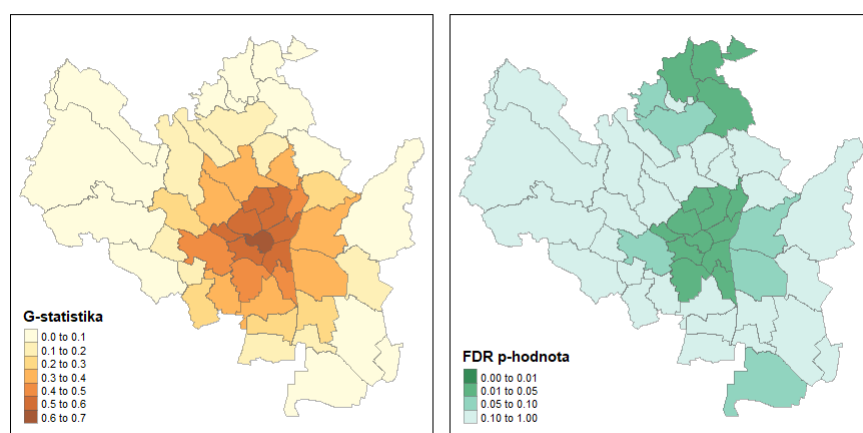 G-statistika
0.0 to 0.1
0.1 to 0.2
0.2 to 0.3
0.3 to 0.4
0.4 to 0.5
0.5 to 0.6
0.6 to 0.7
FDR p-hodnota
0.00 to 0.01
0.01 to 0.05
0.05 to 0.10
0.10 to 1.00